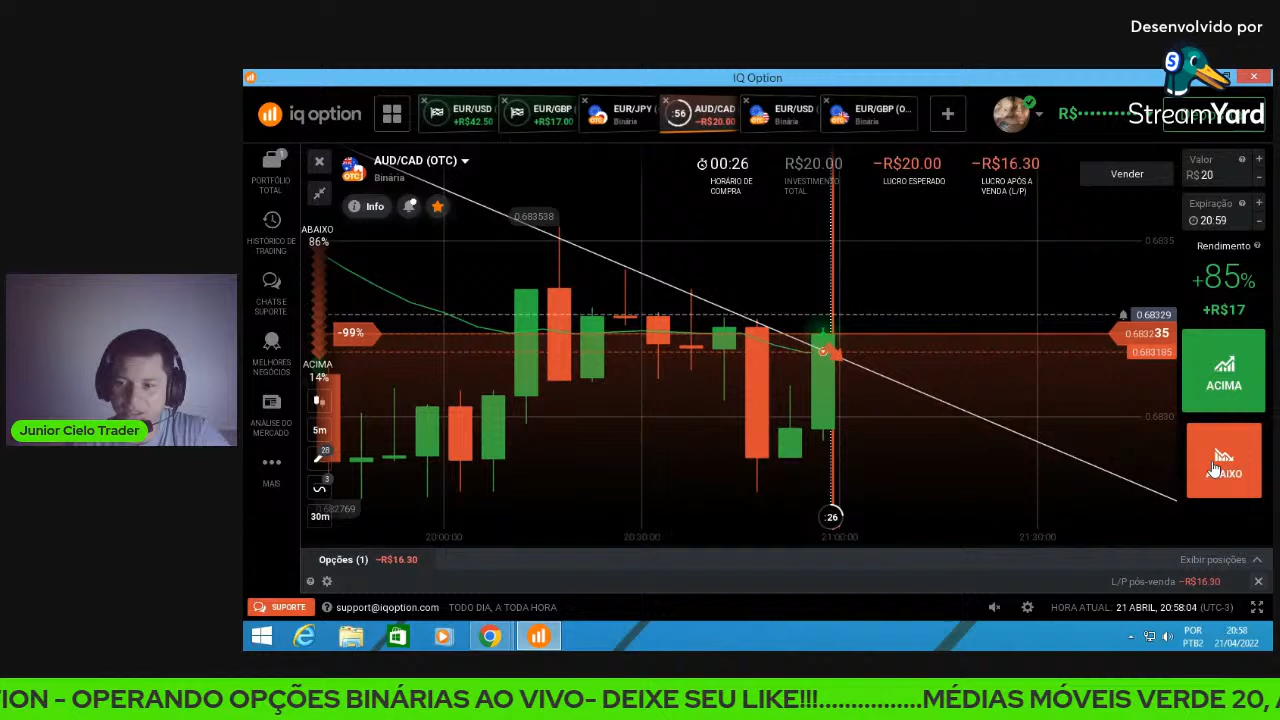 Desenvolvido por
StreamYard
IQ Option
iq option
EUR/USD
+R$42.50
EUR/GBP
+R$17.00
EUR/JPY
Binária
:56
AUD/CAD
−R$20.00
EUR/USD
Binária
EUR/GBP (O...
Binária
R$
PORTFÓLIO TOTAL
1
HISTÓRICO DE TRADING
CHATS E SUPORTE
MELHORES NEGÓCIOS
ANÁLISE DO MERCADO
MAIS
AUD/CAD (OTC)
Binária
Info
00:26
HORÁRIO DE COMPRA
R$20.00
INVESTIMENTO TOTAL
−R$20.00
LUCRO ESPERADO
−R$16.30
LUCRO APÓS A VENDA (L/P)
Vender
Valor
R$ 20
Expiração
20:59
Rendimento
+85%
+R$17
ACIMA
ABAIXO
ABAIXO
86%
-99%
ACIMA
14%
5m
28
3
30m
0.683538
0.682769
0.6835
0.68329
0.683235
0.683185
0.6830
:26
20:00:00
20:30:00
21:00:00
21:30:00
Opções (1) −R$16.30
Exibir posições
L/P pós-venda −R$16.30
SUPORTE
support@iqoption.com
TODO DIA, A TODA HORA
HORA ATUAL: 21 ABRIL, 20:58:04 (UTC-3)
POR
PTB2
20:58
21/04/2022
Junior Cielo Trader
TION - OPERANDO OPÇÕES BINÁRIAS AO VIVO- DEIXE SEU LIKE!!!...............MÉDIAS MÓVEIS VERDE 20,